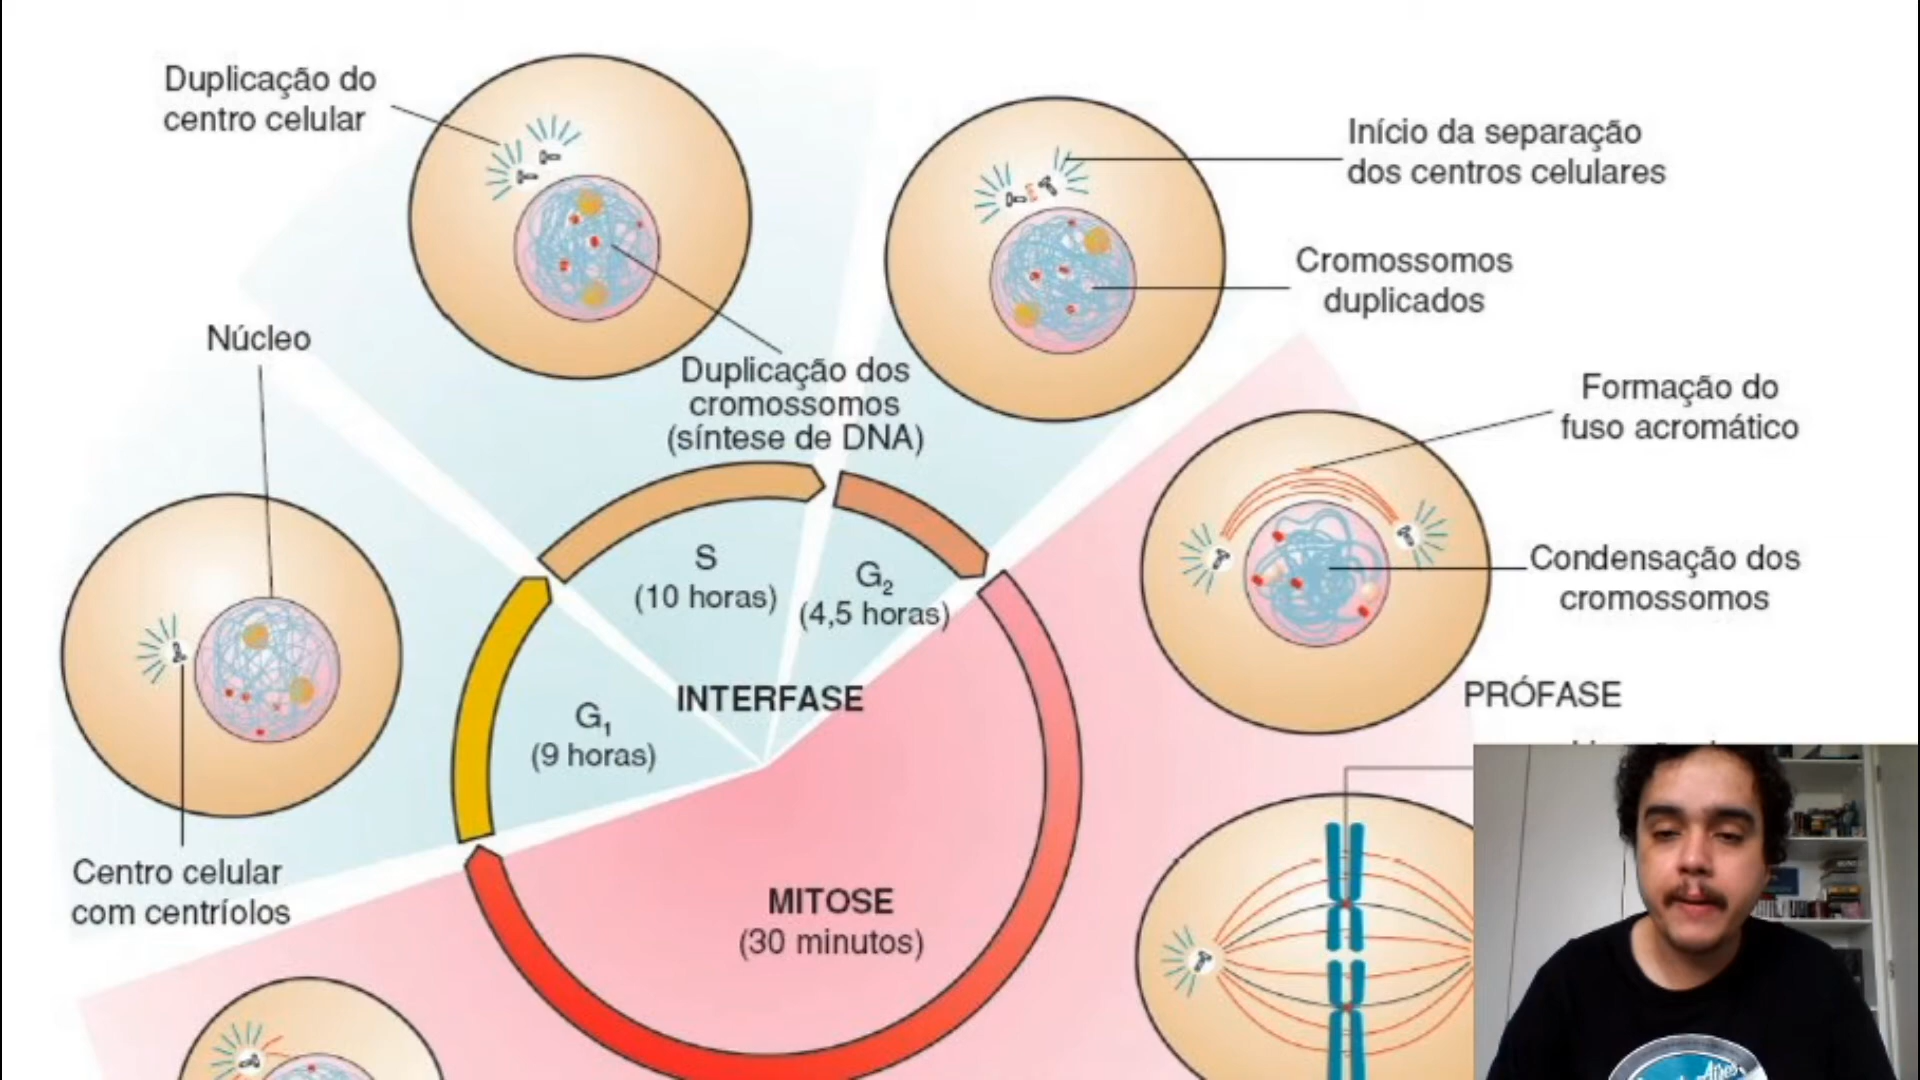 Duplicação do
centro celular
Início da separação
dos centros celulares
Cromossomos
duplicados
Núcleo
Duplicação dos
cromossomos
(síntese de DNA)
Formação do
fuso acromático
Condensação dos
cromossomos
S
(10 horas)
G₂
(4,5 horas)
INTERFASE
PRÓFASE
G₁
(9 horas)
Centro celular
com centríolos
MITOSE
(30 minutos)
Aires